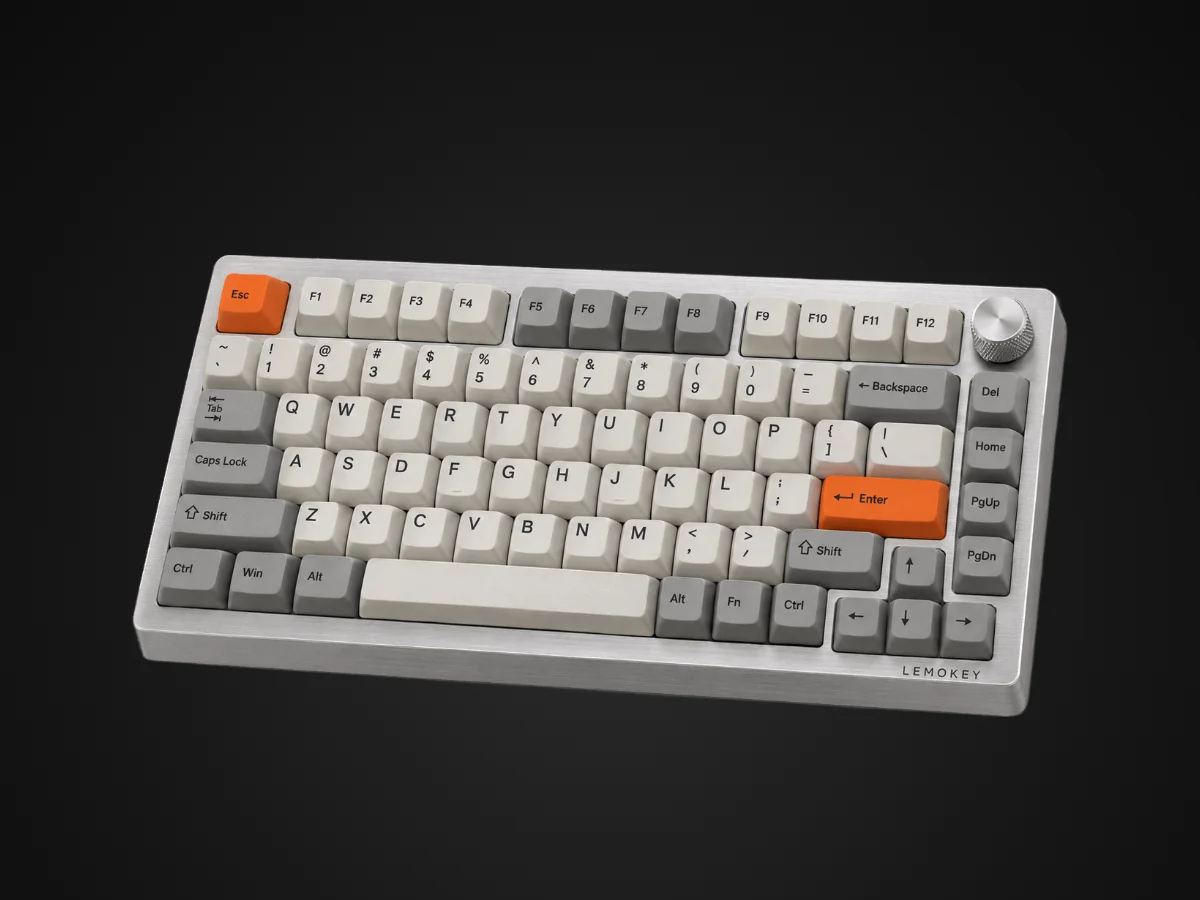 Esc F1 F2 F3 F4 F5 F6 F7 F8 F9 F10 F11 F12
~ ! @ # $ % ^ & * ( ) –
` 1 2 3 4 5 6 7 8 9 0 = ← Backspace Del
Tab Q W E R T Y U I O P { |
] \ Home
Caps Lock A S D F G H J K L ;
; ↵ Enter PgUp
⇧ Shift Z X C V B N M < >
, / ⇧ Shift ↑ PgDn
Ctrl Win Alt Alt Fn Ctrl ← ↓ →
LEMOKEY